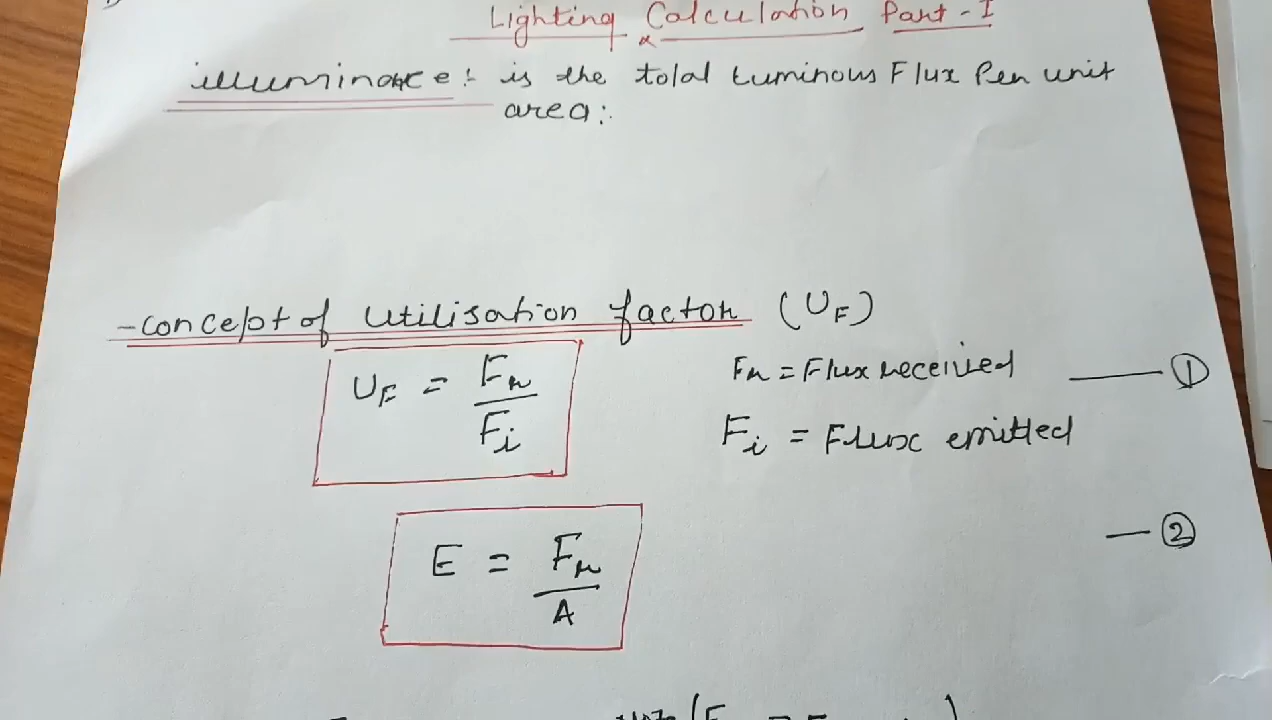 Lighting Calculation Part-I
illuminance: is the total Luminous Flux Per unit
area:
- concept of Utilisation factor (UF)
UF = Fr / Fi
Fr = Flux received —— ①
Fi = Flux emitted
E = Fr / A —②